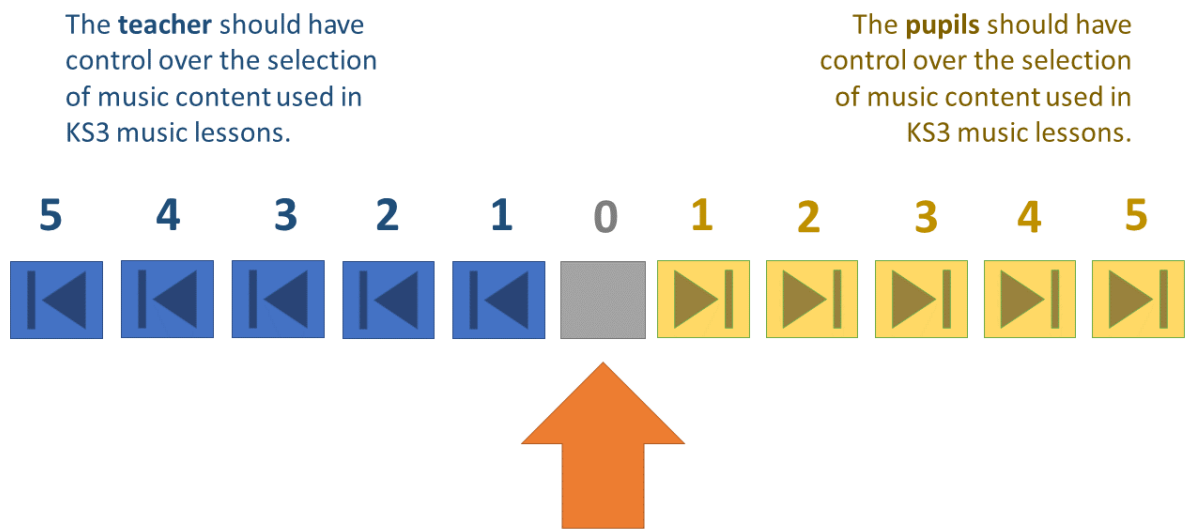 The teacher should have
control over the selection
of music content used in
KS3 music lessons.
The pupils should have
control over the selection
of music content used in
KS3 music lessons.
5 4 3 2 1 0 1 2 3 4 5